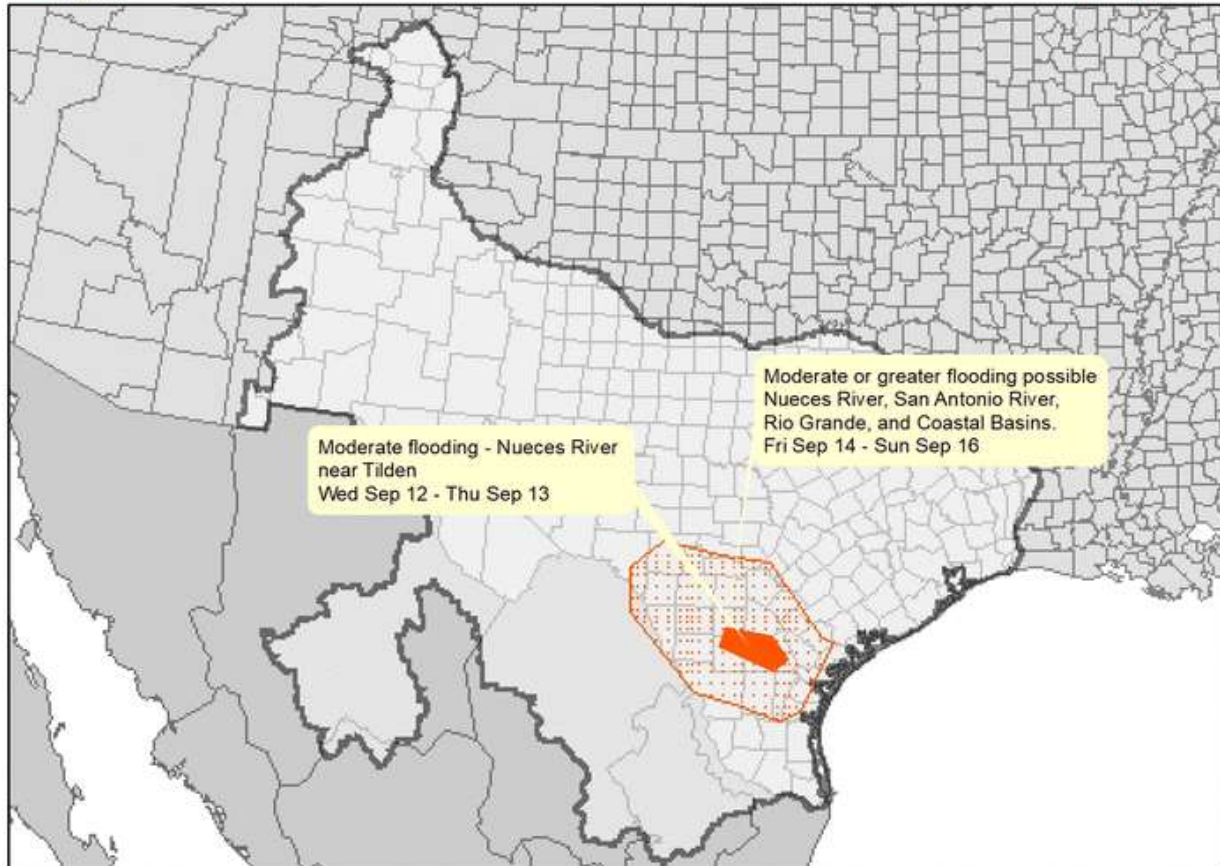 Moderate or greater flooding possible
Nueces River, San Antonio River,
Rio Grande, and Coastal Basins.
Fri Sep 14 - Sun Sep 16
Moderate flooding - Nueces River
near Tilden
Wed Sep 12 - Thu Sep 13